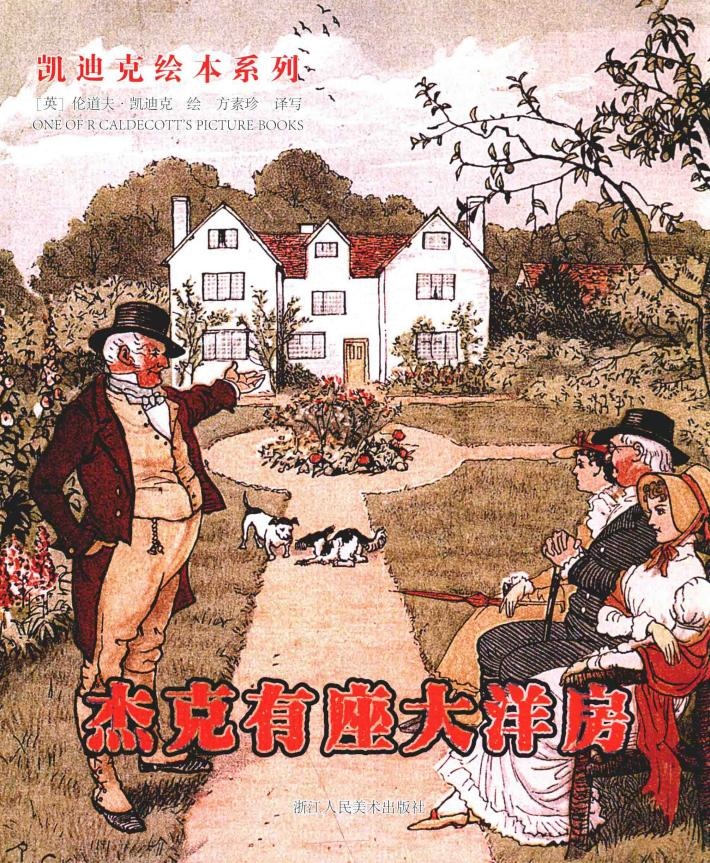 凯迪克绘本系列
[英] 伦道夫·凯迪克 绘 方素珍 译写
ONE OF R CALDECOTT'S PICTURE BOOKS
杰克有座大洋房
浙江人民美术出版社